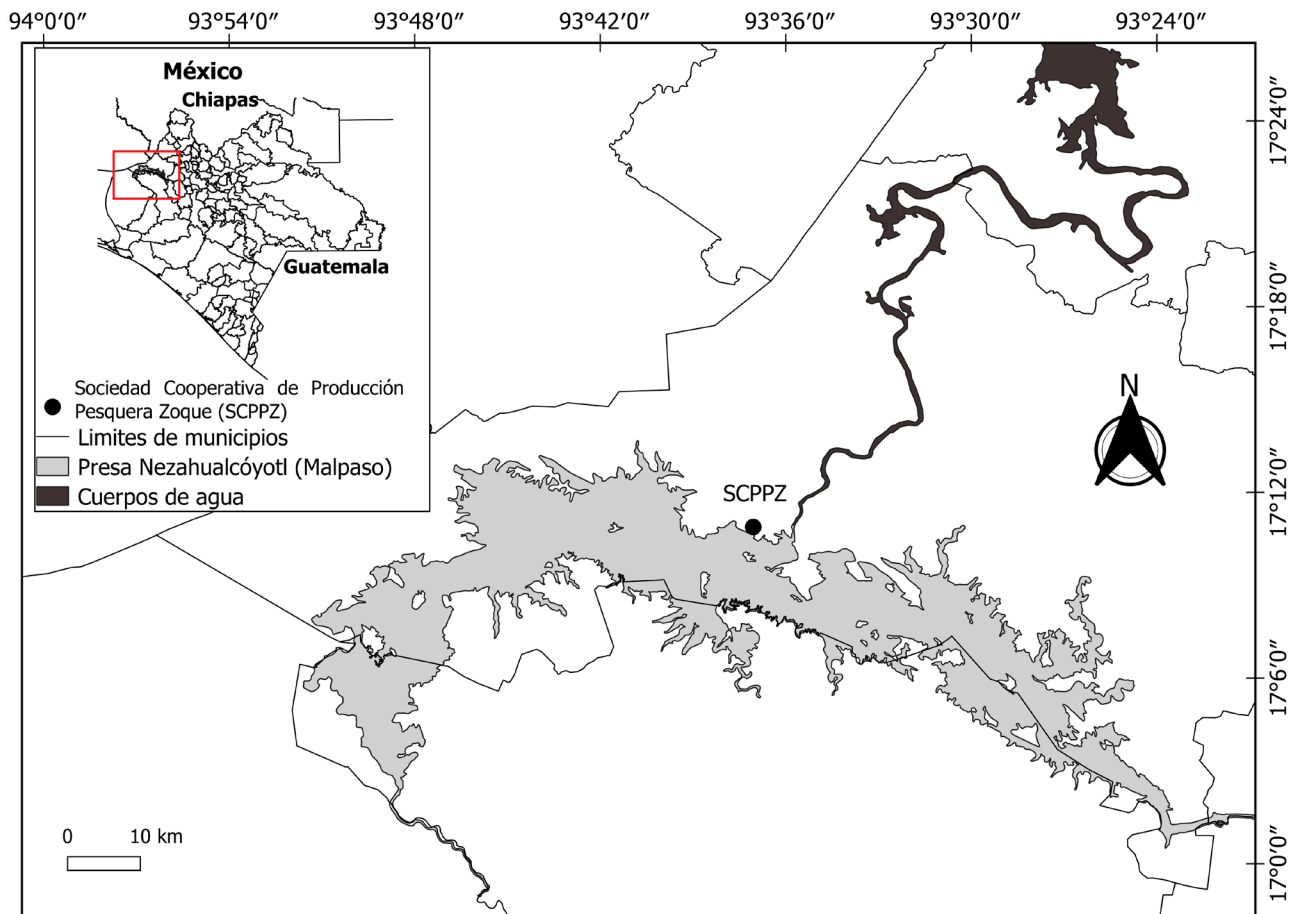 94°0′0″ 93°54′0″ 93°48′0″ 93°42′0″ 93°36′0″ 93°30′0″ 93°24′0″
México
Chiapas
Guatemala
Sociedad Cooperativa de Producción
Pesquera Zoque (SCPPZ)
Limites de municipios
Presa Nezahualcóyotl (Malpaso)
Cuerpos de agua
N
SCPPZ
0 10 km
17°24′0″
17°18′0″
17°12′0″
17°6′0″
17°0′0″